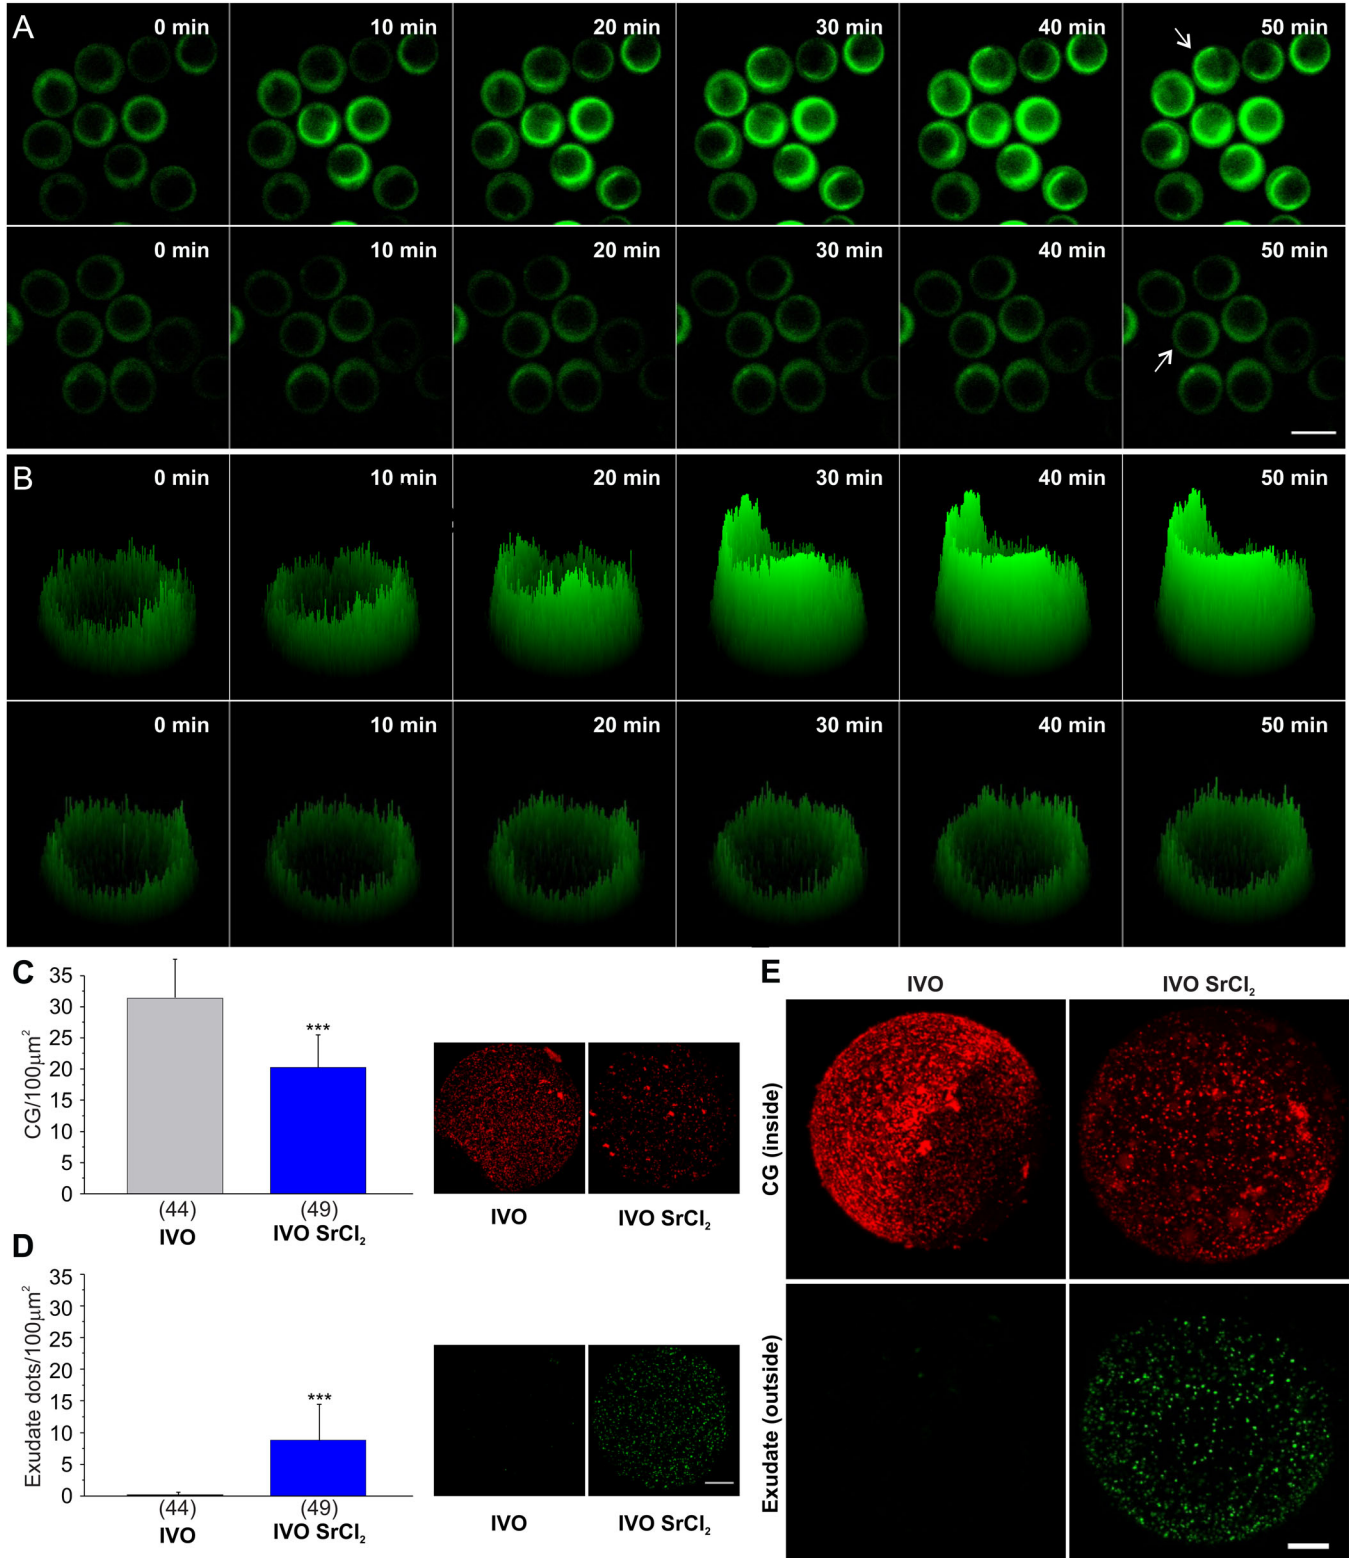 A
0 min
10 min
20 min
30 min
40 min
50 min
0 min
10 min
20 min
30 min
40 min
50 min
B
0 min
10 min
20 min
30 min
40 min
50 min
0 min
10 min
20 min
30 min
40 min
50 min
C
CG/100μm²
35
30
25
20
15
10
5
0
***
(44)
(49)
IVO
IVO SrCl₂
IVO
IVO SrCl₂
D
Exudate dots/100μm²
35
30
25
20
15
10
5
0
***
(44)
(49)
IVO
IVO SrCl₂
IVO
IVO SrCl₂
E
IVO
IVO SrCl₂
CG (inside)
Exudate (outside)